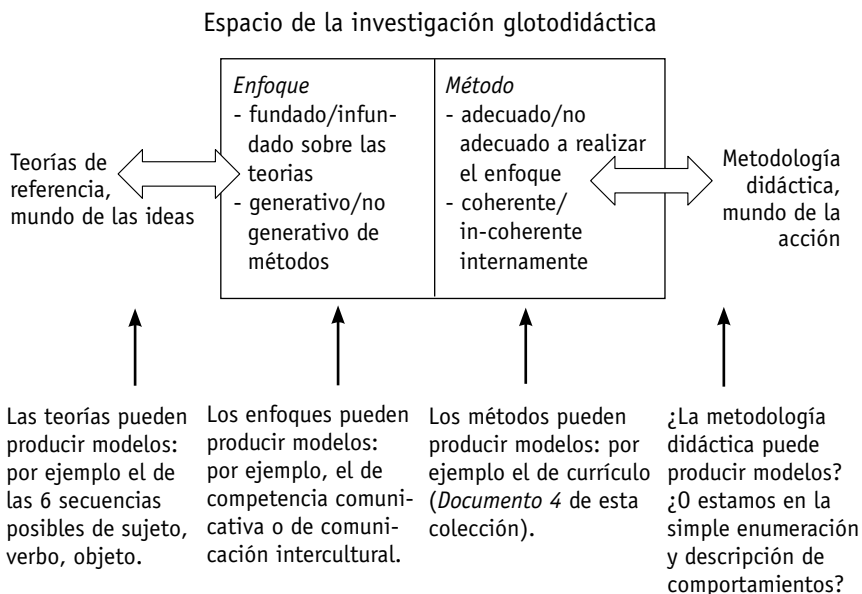 Espacio de la investigación glotodidáctica
Teorías de
referencia,
mundo de las ideas
Enfoque
- fundado/infun-
dado sobre las
teorias
- generativo/no
generativo de
métodos
Método
- adecuado/no
adecuado a realizar
el enfoque
- coherente/
in-coherente
internamente
Metodología
didáctica,
mundo de la
acción
Las teorías pueden
producir modelos:
por ejemplo el de
las 6 secuencias
posibles de sujeto,
verbo, objeto.
Los enfoques pueden
producir modelos:
por ejemplo, el de
competencia comuni-
cativa o de comuni-
cación intercultural.
Los métodos pueden
producir modelos: por
ejemplo el de currículo
(Documento 4 de esta
colección).
¿La metodología
didáctica puede
producir modelos?
¿O estamos en la
simple enumeración
y descripción de
comportamientos?